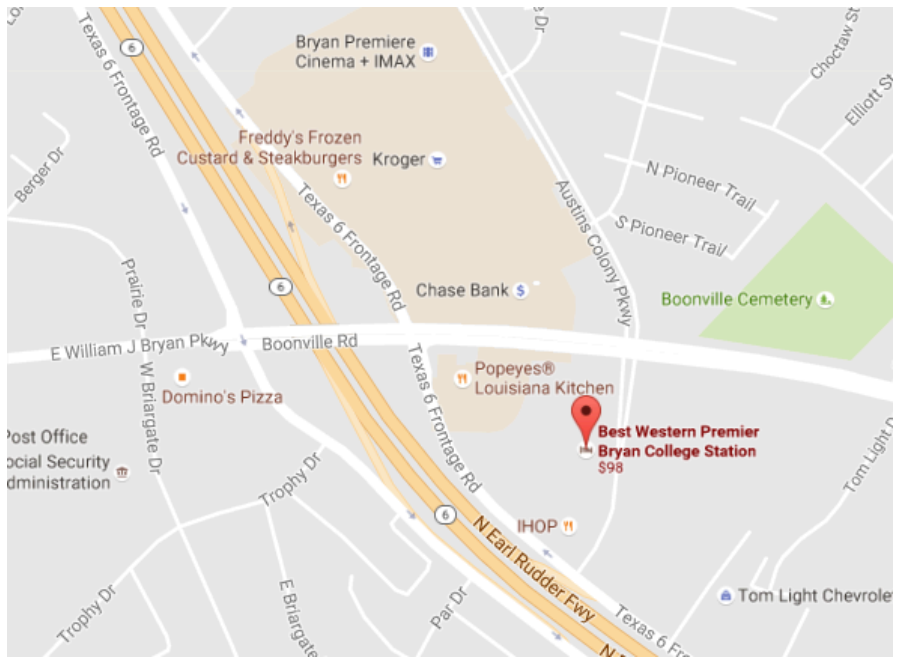 Texas 6 Frontage Rd
6
Bryan Premiere
Cinema + IMAX
e Dr
Choctaw St
Elliott St
Freddy's Frozen
Custard & Steakburgers
Kroger
Berger Dr
Texas 6 Frontage Rd
Austins Colony Pkwy
N Pioneer Trail
S Pioneer Trail
Prairie Dr
6
Chase Bank
Boonville Cemetery
E William J Bryan Pkwy
Boonville Rd
Domino's Pizza
W Briargate Dr
Texas 6 Frontage Rd
Popeyes®
Louisiana Kitchen
Best Western Premier
Bryan College Station
$98
Post Office
ocial Security
dministration
Trophy Dr
6
Tom Light D
N Earl Rudder Fwy
IHOP
Trophy Dr
E Briargate
Par Dr
Tom Light Chevrole
Texas 6 Fro